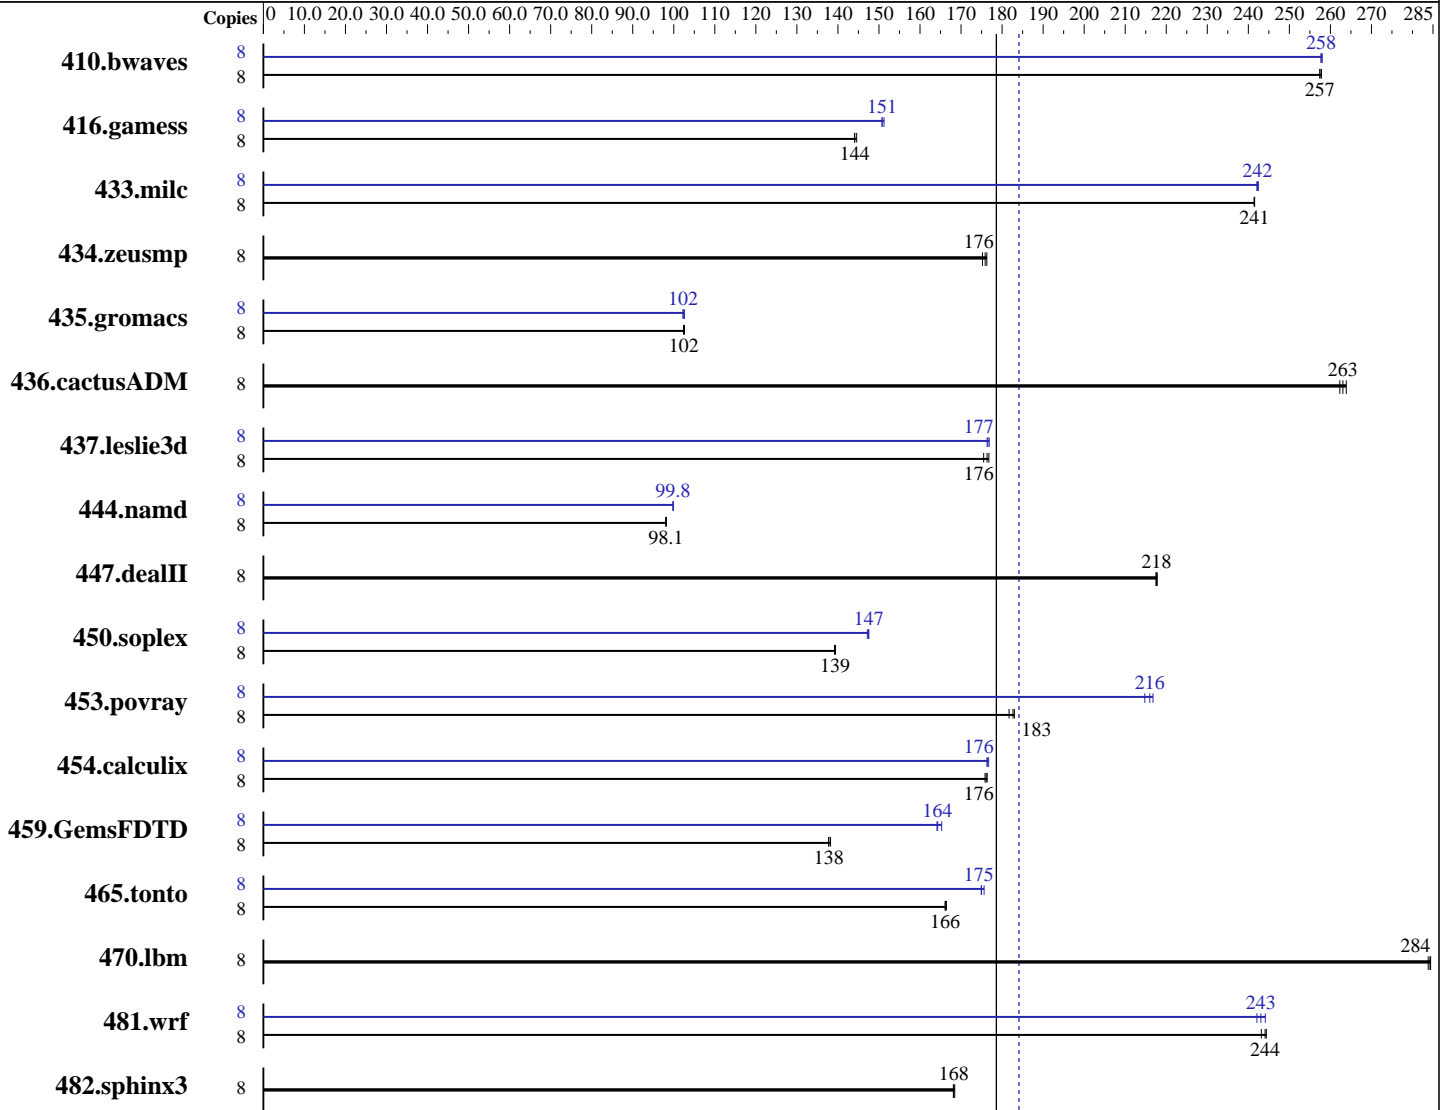 Copies 0 10.0 20.0 30.0 40.0 50.0 60.0 70.0 80.0 90.0 100 110 120 130 140 150 160 170 180 190 200 210 220 230 240 250 260 270 285
410.bwaves 8 258
8 257
416.gamess 8 151
8 144
433.milc 8 242
8 241
434.zeusmp 8 176
435.gromacs 8 102
8 102
436.cactusADM 8 263
437.leslie3d 8 177
8 176
444.namd 8 99.8
8 98.1
447.dealII 8 218
450.soplex 8 147
8 139
453.povray 8 216
8 183
454.calculix 8 176
8 176
459.GemsFDTD 8 164
8 138
465.tonto 8 175
8 166
470.lbm 8 284
481.wrf 8 243
8 244
482.sphinx3 8 168